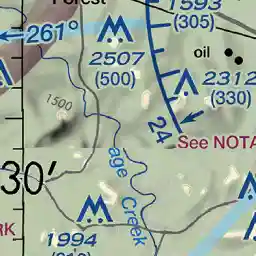 Forest
1593
(305)
261°
oil
2507
(500)
2312
(330)
1500
24
See NOTA
30'
age
Creek
RK
1994